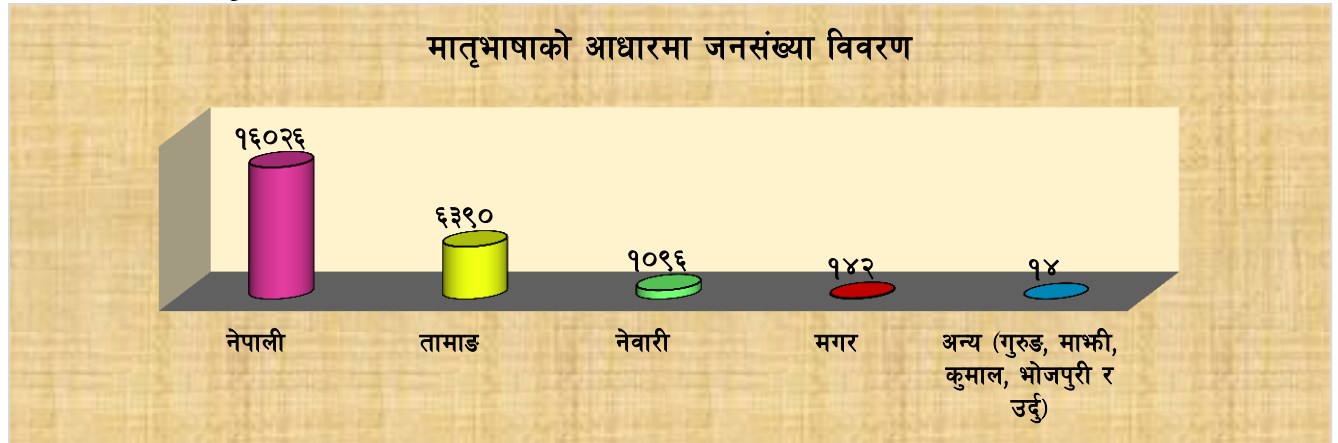 मातृभाषाको आधारमा जनसंख्या विवरण
१६०२६
६३९०
१०९६
१४२
१४
नेपाली
तामाङ
नेवारी
मगर
अन्य (गुरुङ, माझी,
कुमाल, भोजपुरी र
उर्दु)